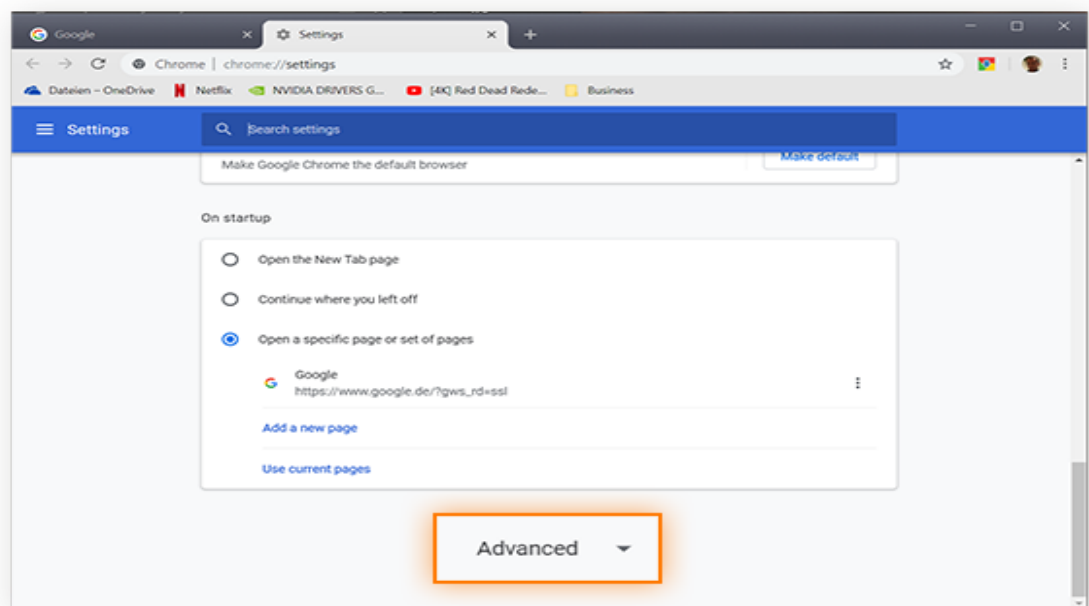 Google
Settings
Chrome | chrome://settings
Dateien – OneDrive Netflix NVIDIA DRIVERS G... [4K] Red Dead Rede... Business
Settings Search settings
Make Google Chrome the default browser Make default
On startup
Open the New Tab page
Continue where you left off
Open a specific page or set of pages
Google
https://www.google.de/?gws_rd=ssl
Add a new page
Use current pages
Advanced